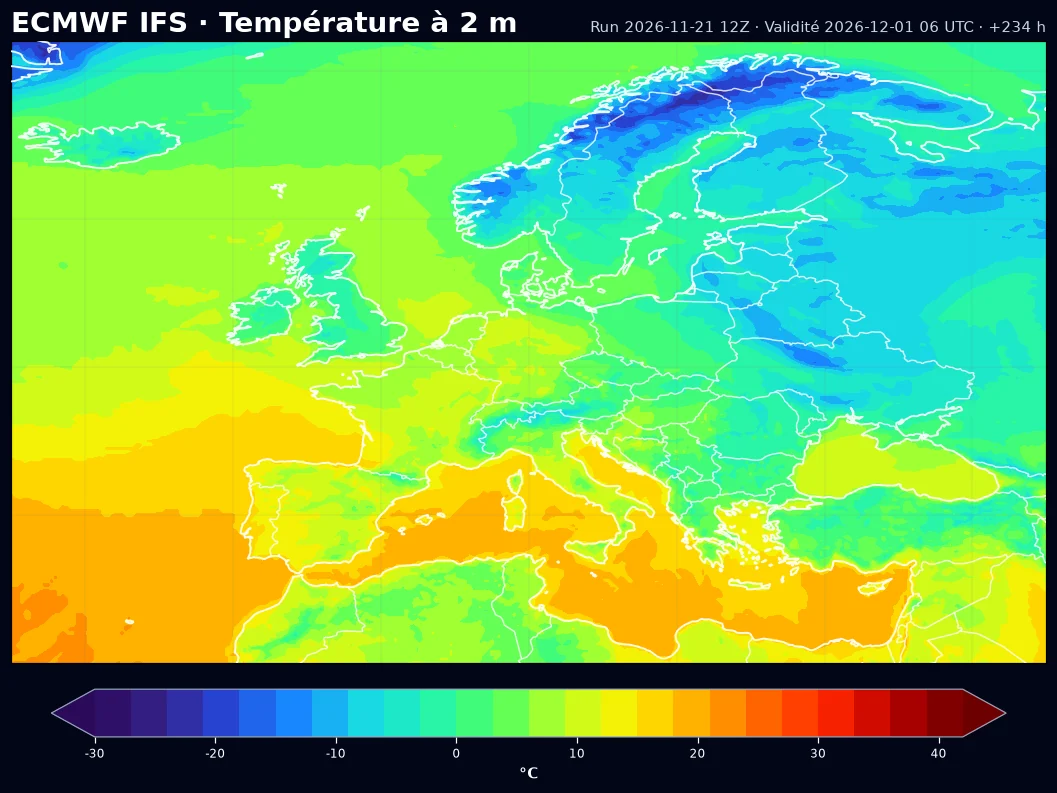 ECMWF IFS · Température à 2 m
Run 2026-11-21 12Z · Validité 2026-12-01 06 UTC · +234 h
-30 -20 -10 0 10 20 30 40
°C